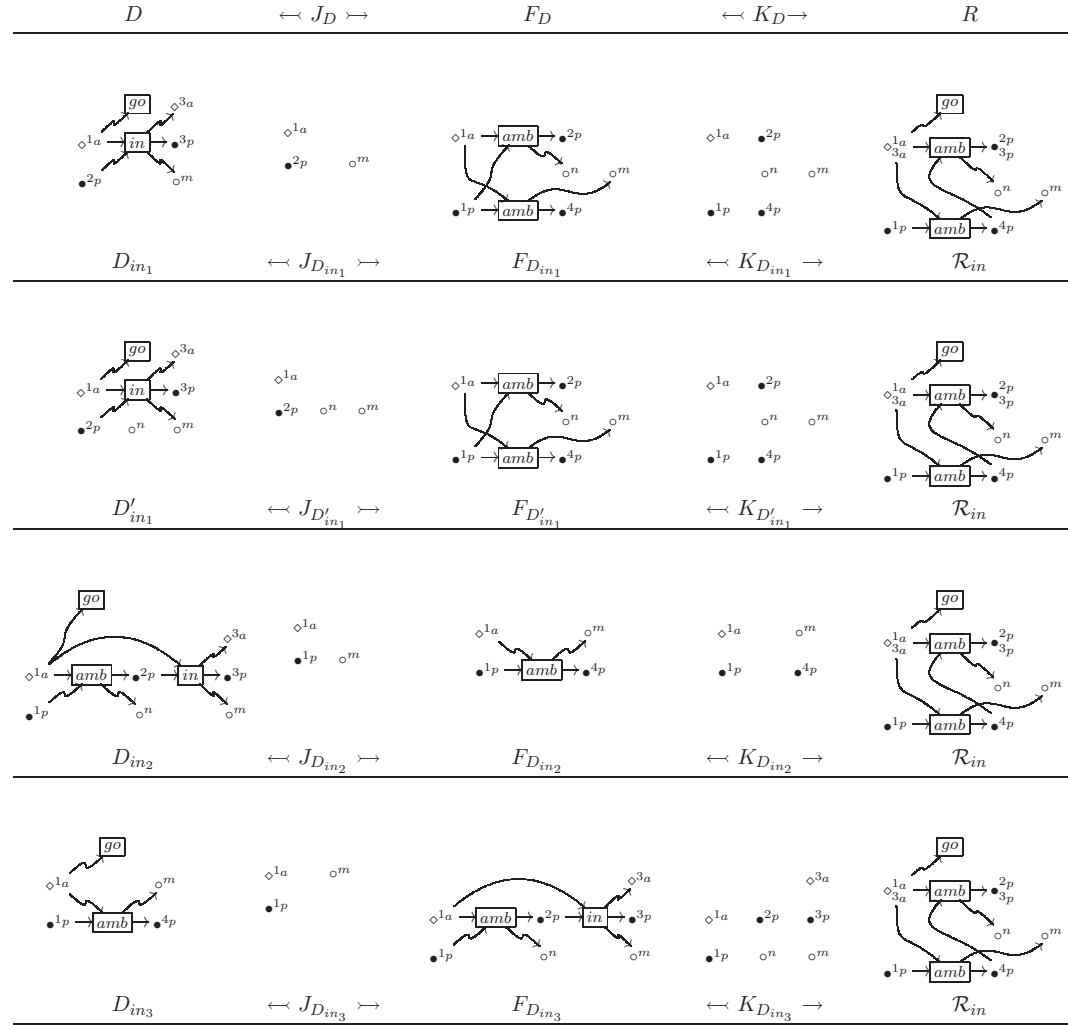 D ↢ J_D ↣ F_D ↢ K_D → R
go
◇3a
◇1a in •3p
•2p ○m
◇1a
•2p ○m
◇1a amb •2p
○n ○m
•1p amb •4p
◇1a •2p
○n ○m
•1p •4p
go
◇1a 3a amb •2p 3p
○n ○m
•1p amb •4p
D_{in_1} ↢ J_{D_{in_1}} ↣ F_{D_{in_1}} ↢ K_{D_{in_1}} → R_{in}
go
◇3a
◇1a in •3p
•2p ○n ○m
◇1a
•2p ○n ○m
◇1a amb •2p
○n ○m
•1p amb •4p
◇1a •2p
○n ○m
•1p •4p
go
◇1a 3a amb •2p 3p
○n ○m
•1p amb •4p
D'_{in_1} ↢ J_{D'_{in_1}} ↣ F_{D'_{in_1}} ↢ K_{D'_{in_1}} → R_{in}
go
◇3a
◇1a amb •2p in •3p
•1p ○n ○m
◇1a
•1p ○m
◇1a ○m
•1p amb •4p
◇1a ○m
•1p •4p
go
◇1a 3a amb •2p 3p
○n ○m
•1p amb •4p
D_{in_2} ↢ J_{D_{in_2}} ↣ F_{D_{in_2}} ↢ K_{D_{in_2}} → R_{in}
go
◇1a ○m
•1p amb •4p
◇1a ○m
•1p
◇3a
◇1a amb •2p in •3p
•1p ○n ○m
◇3a
◇1a •2p •3p
•1p ○n ○m
go
◇1a 3a amb •2p 3p
○n ○m
•1p amb •4p
D_{in_3} ↢ J_{D_{in_3}} ↣ F_{D_{in_3}} ↢ K_{D_{in_3}} → R_{in}